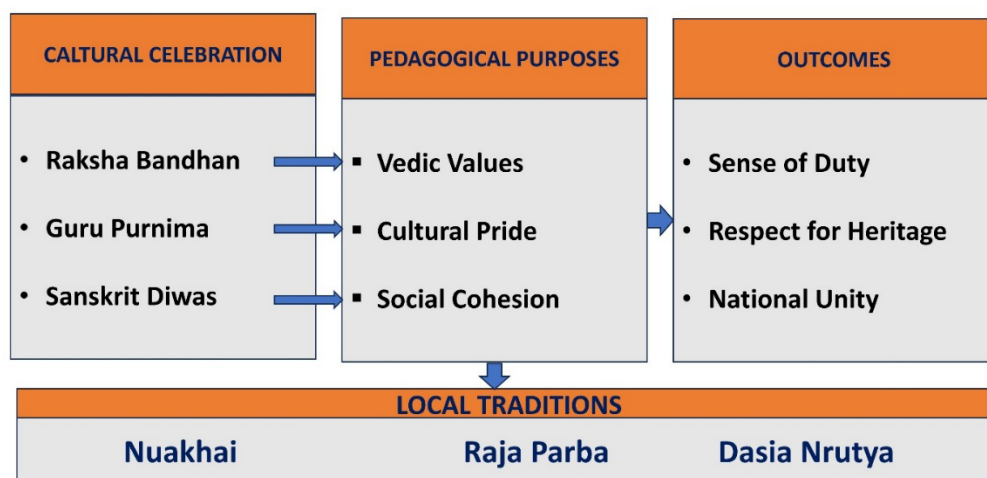 CALTURAL CELEBRATION
• Raksha Bandhan
• Guru Purnima
• Sanskrit Diwas
PEDAGOGICAL PURPOSES
▪ Vedic Values
▪ Cultural Pride
▪ Social Cohesion
OUTCOMES
• Sense of Duty
• Respect for Heritage
• National Unity
LOCAL TRADITIONS
Nuakhai Raja Parba Dasia Nrutya